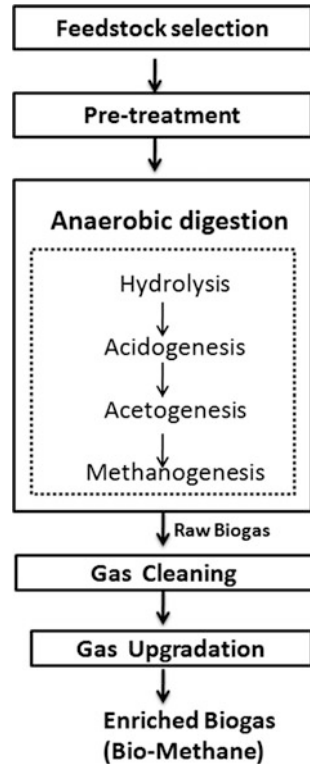 Feedstock selection
Pre-treatment
Anaerobic digestion
Hydrolysis
Acidogenesis
Acetogenesis
Methanogenesis
Raw Biogas
Gas Cleaning
Gas Upgradation
Enriched Biogas
(Bio-Methane)